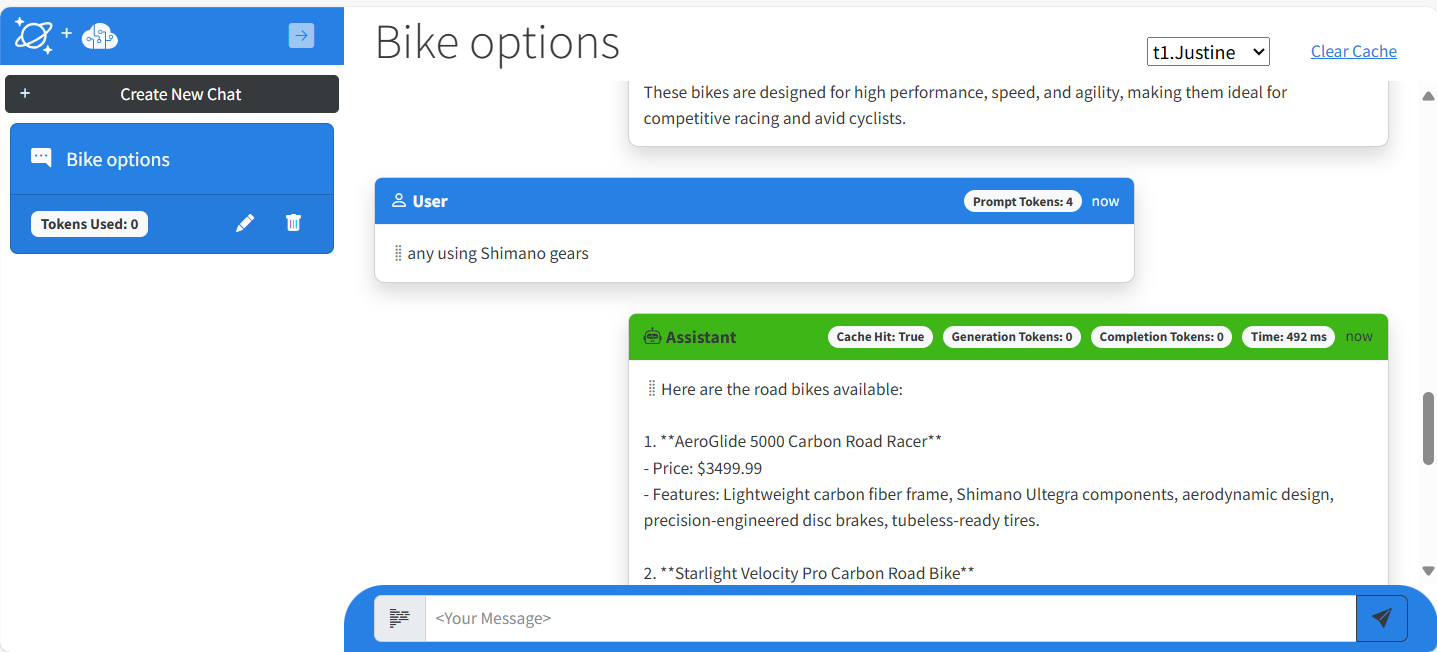 +
Bike options
t1.Justine
Clear Cache
+ Create New Chat
Bike options
Tokens Used: 0
These bikes are designed for high performance, speed, and agility, making them ideal for
competitive racing and avid cyclists.
User Prompt Tokens: 4 now
any using Shimano gears
Assistant Cache Hit: True Generation Tokens: 0 Completion Tokens: 0 Time: 492 ms now
Here are the road bikes available:
1. **AeroGlide 5000 Carbon Road Racer**
- Price: $3499.99
- Features: Lightweight carbon fiber frame, Shimano Ultegra components, aerodynamic design,
precision-engineered disc brakes, tubeless-ready tires.
2. **Starlight Velocity Pro Carbon Road Bike**
<Your Message>